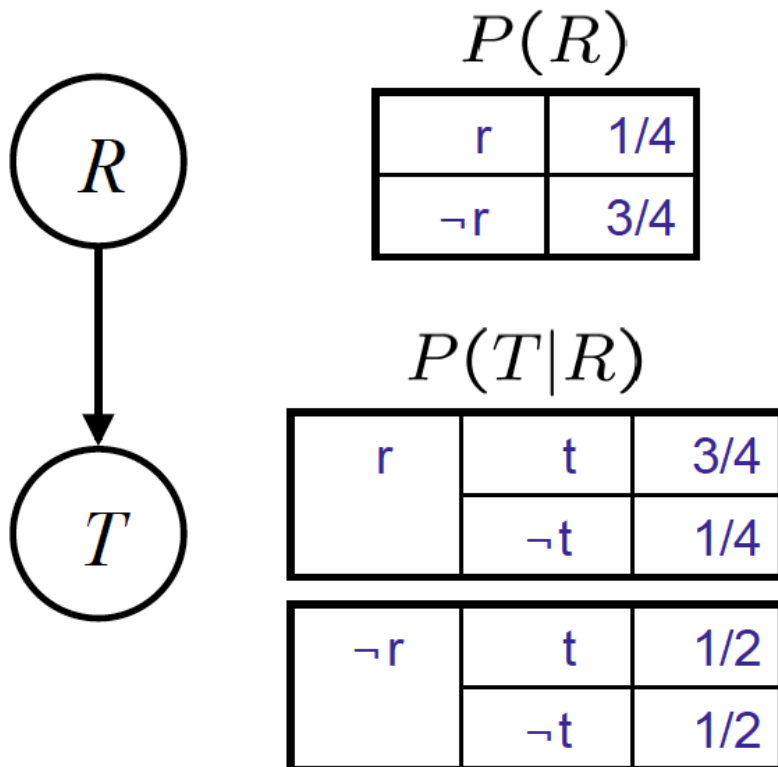 P(R)
R
r 1/4
¬r 3/4
P(T|R)
r t 3/4
¬t 1/4
T
¬r t 1/2
¬t 1/2